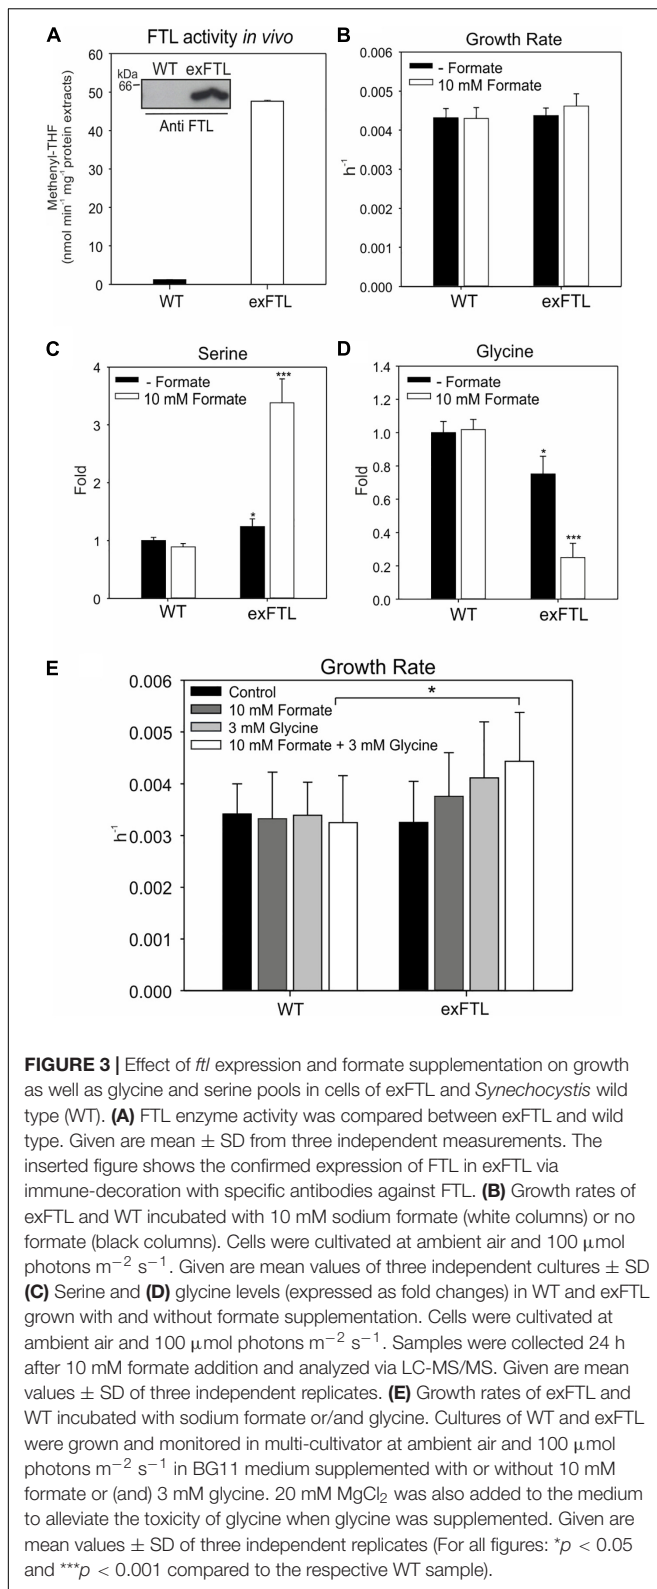 A
FTL activity in vivo
Methenyl-THF
(nmol min⁻¹ mg⁻¹ protein extracts)
60
50
40
30
20
10
0
kDa
66
WT exFTL
Anti FTL
WT exFTL
B
Growth Rate
h⁻¹
0.006
0.005
0.004
0.003
0.002
0.001
0.000
- Formate
10 mM Formate
WT exFTL
C
Serine
Fold
4
3
2
1
0
- Formate
10 mM Formate
*
***
WT exFTL
D
Glycine
Fold
1.4
1.2
1.0
0.8
0.6
0.4
0.2
0.0
- Formate
10 mM Formate
*
***
WT exFTL
E
Growth Rate
h⁻¹
0.006
0.005
0.004
0.003
0.002
0.001
0.000
Control
10 mM Formate
3 mM Glycine
10 mM Formate + 3 mM Glycine
*
WT exFTL
FIGURE 3 | Effect of ftl expression and formate supplementation on growth
as well as glycine and serine pools in cells of exFTL and Synechocystis wild
type (WT). (A) FTL enzyme activity was compared between exFTL and wild
type. Given are mean ± SD from three independent measurements. The
inserted figure shows the confirmed expression of FTL in exFTL via
immune-decoration with specific antibodies against FTL. (B) Growth rates of
exFTL and WT incubated with 10 mM sodium formate (white columns) or no
formate (black columns). Cells were cultivated at ambient air and 100 μmol
photons m⁻² s⁻¹. Given are mean values of three independent cultures ± SD
(C) Serine and (D) glycine levels (expressed as fold changes) in WT and exFTL
grown with and without formate supplementation. Cells were cultivated at
ambient air and 100 μmol photons m⁻² s⁻¹. Samples were collected 24 h
after 10 mM formate addition and analyzed via LC-MS/MS. Given are mean
values ± SD of three independent replicates. (E) Growth rates of exFTL and
WT incubated with sodium formate or/and glycine. Cultures of WT and exFTL
were grown and monitored in multi-cultivator at ambient air and 100 μmol
photons m⁻² s⁻¹ in BG11 medium supplemented with or without 10 mM
formate or (and) 3 mM glycine. 20 mM MgCl₂ was also added to the medium
to alleviate the toxicity of glycine when glycine was supplemented. Given are
mean values ± SD of three independent replicates (For all figures: *p < 0.05
and ***p < 0.001 compared to the respective WT sample).